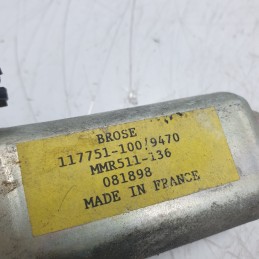 BROSE
117751-100/9470
MMR511-136
081898
MADE IN FRANCE